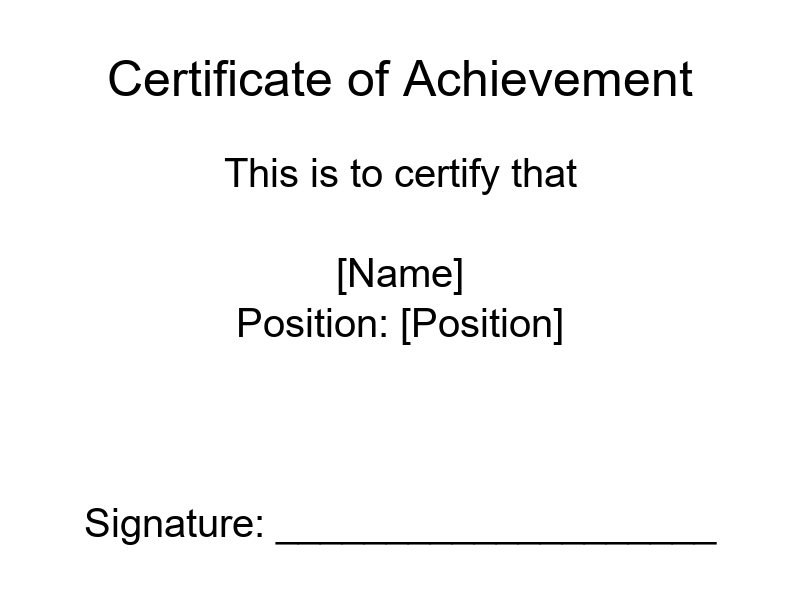 Certificate of Achievement
This is to certify that
[Name]
Position: [Position]
Signature: ____________________